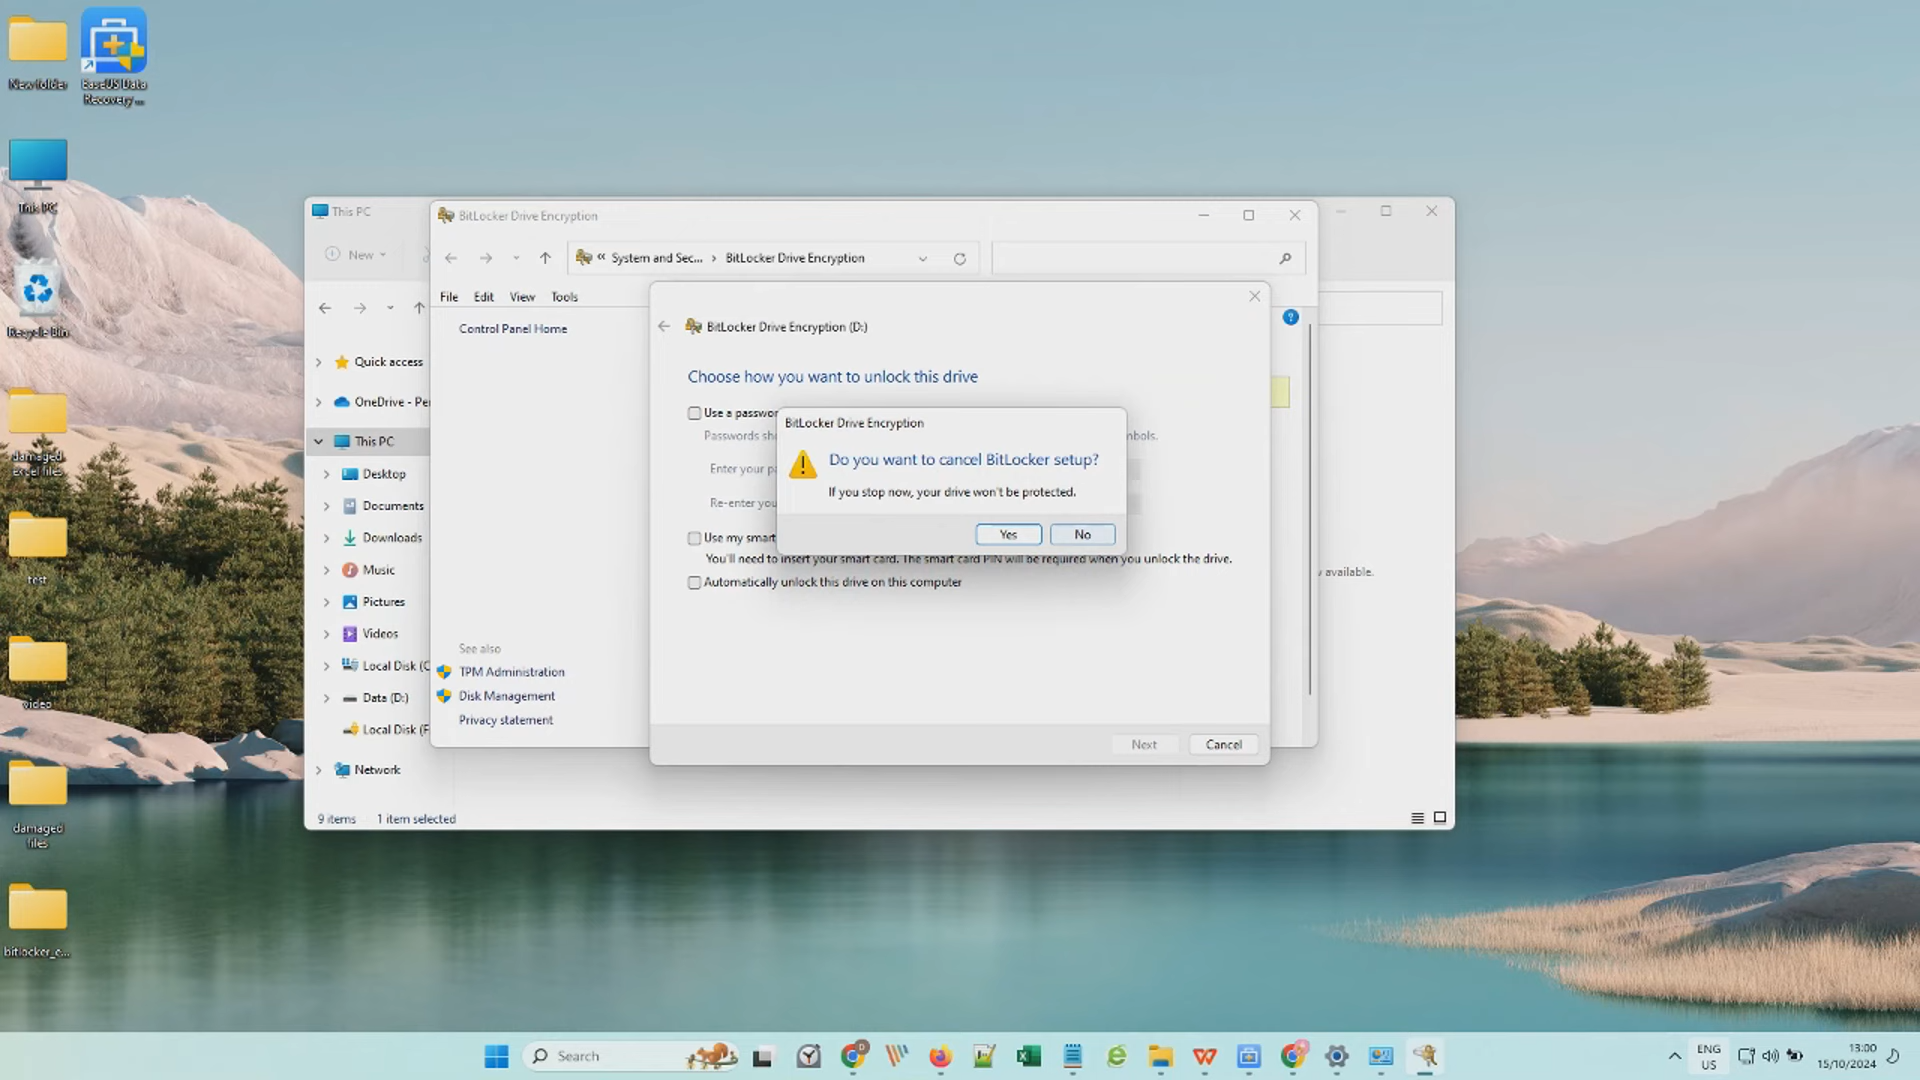 New folder
EaseUS Data
Recovery ...
This PC
Recycle Bin
damaged
excel files
test
video
damaged
files
bitlocker_e...
This PC
New
Quick access
OneDrive - Per
This PC
Desktop
Documents
Downloads
Music
Pictures
Videos
Local Disk (C
Data (D:)
Local Disk (F
Network
9 items
1 item selected
available.
BitLocker Drive Encryption
« System and Sec... › BitLocker Drive Encryption
File Edit View Tools
Control Panel Home
See also
TPM Administration
Disk Management
Privacy statement
BitLocker Drive Encryption (D:)
Choose how you want to unlock this drive
Use a passwor
Passwords sho
nbols.
Enter your pa
Re-enter you
Use my smart
You'll need to insert your smart card. The smart card PIN will be required when you unlock the drive.
Automatically unlock this drive on this computer
Next
Cancel
BitLocker Drive Encryption
Do you want to cancel BitLocker setup?
If you stop now, your drive won't be protected.
Yes
No
Search
ENG
US
13:00
15/10/2024